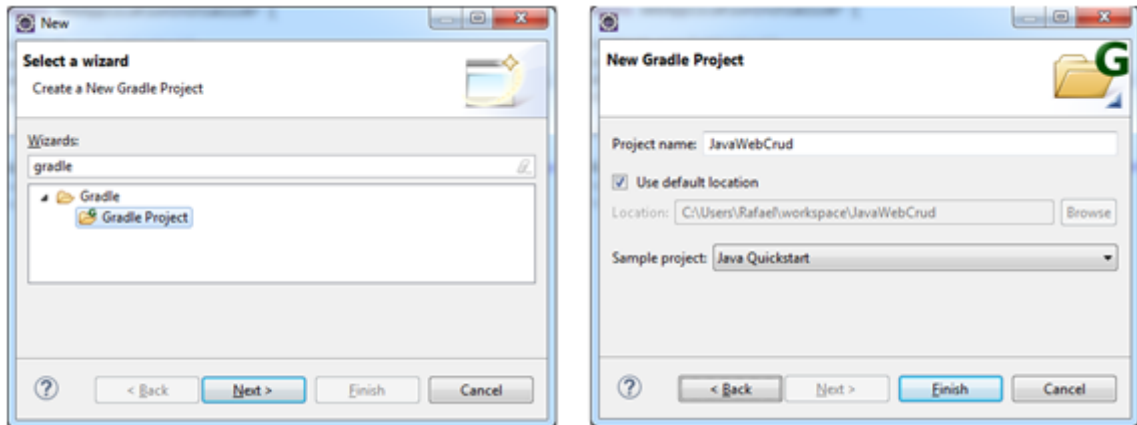 New
Select a wizard
Create a New Gradle Project
Wizards:
gradle
Gradle
Gradle Project
< Back Next > Finish Cancel
New Gradle Project
G
Project name: JavaWebCrud
Use default location
Location: C:\Users\Rafael\workspace\JavaWebCrud Browse
Sample project: Java Quickstart
< Back Next > Finish Cancel